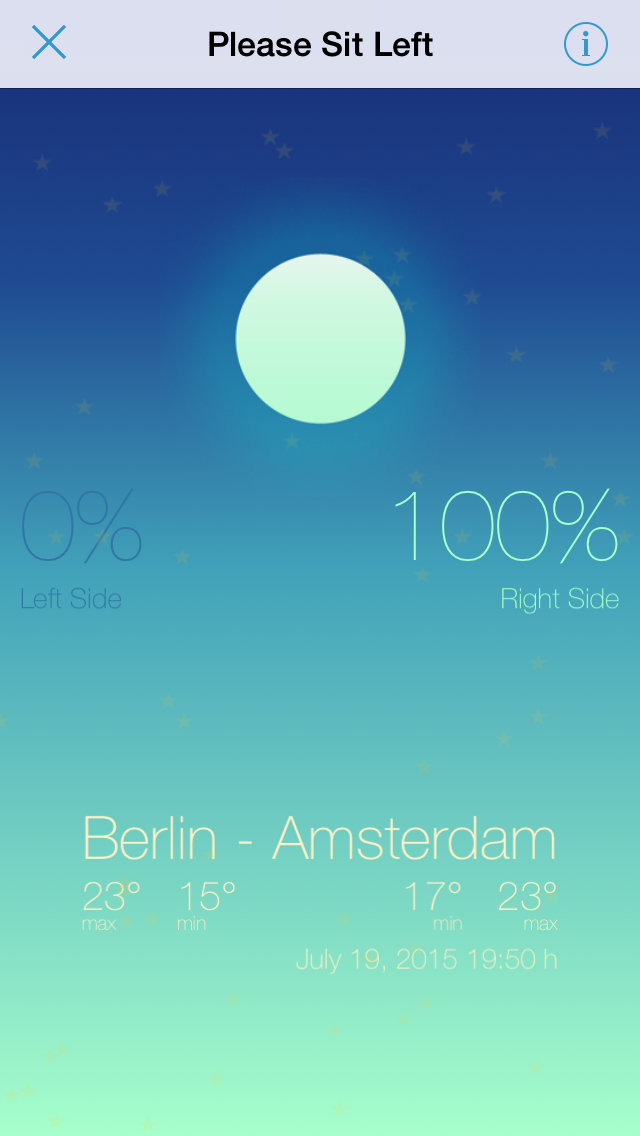 Please Sit Left
i
0% 100%
Left Side Right Side
Berlin - Amsterdam
23° 15° 17° 23°
max min min max
July 19, 2015 19:50 h